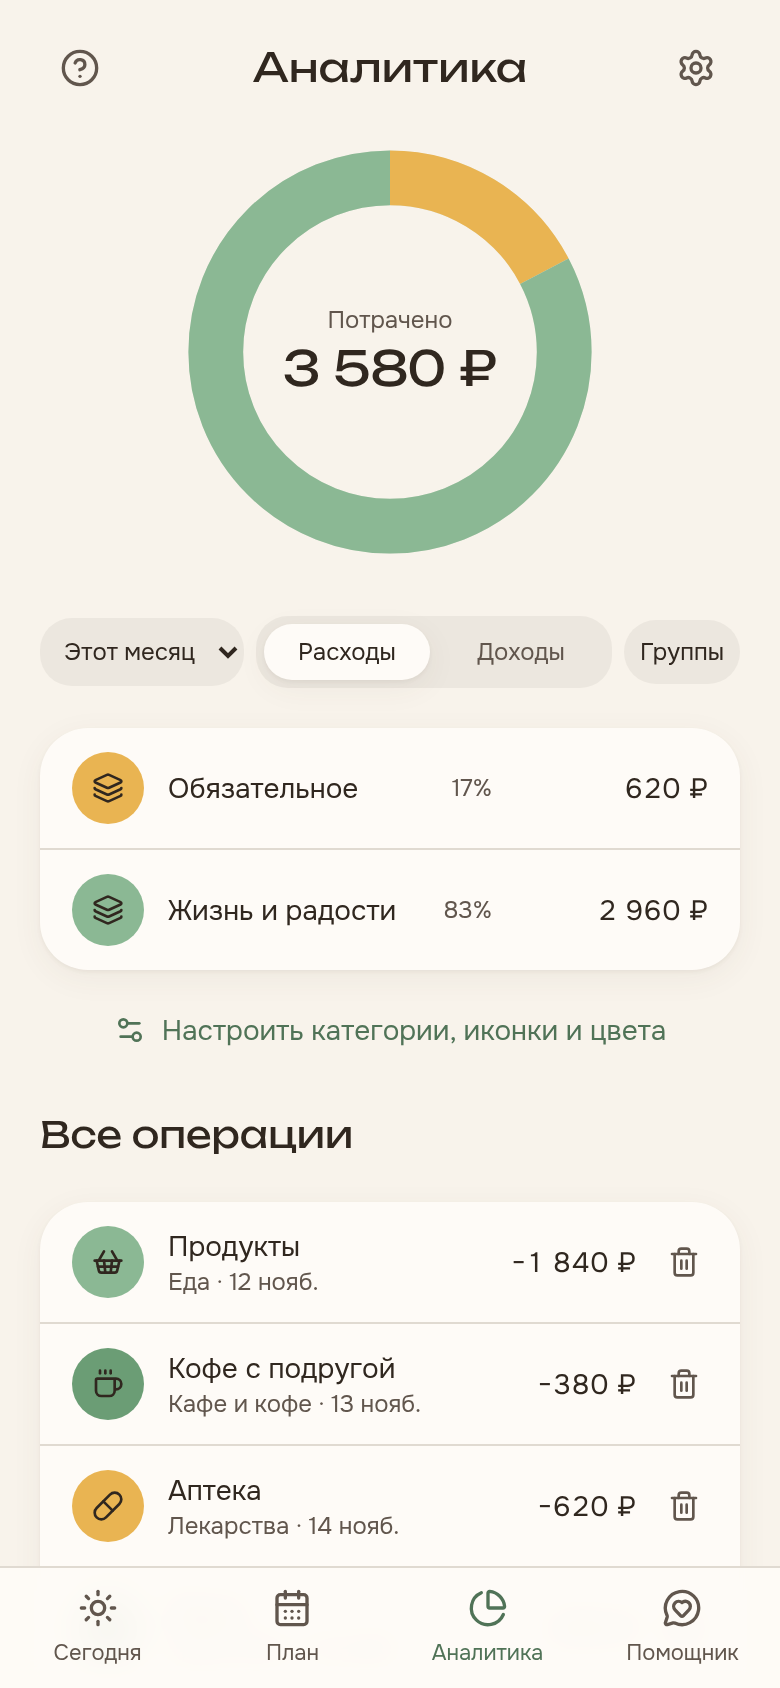 Аналитика
Потрачено
3 580 ₽
Этот месяц
Расходы
Доходы
Группы
Обязательное 17% 620 ₽
Жизнь и радости 83% 2 960 ₽
Настроить категории, иконки и цвета
Все операции
Продукты
Еда · 12 нояб.
−1 840 ₽
Кофе с подругой
Кафе и кофе · 13 нояб.
−380 ₽
Аптека
Лекарства · 14 нояб.
−620 ₽
Сегодня
План
Аналитика
Помощник